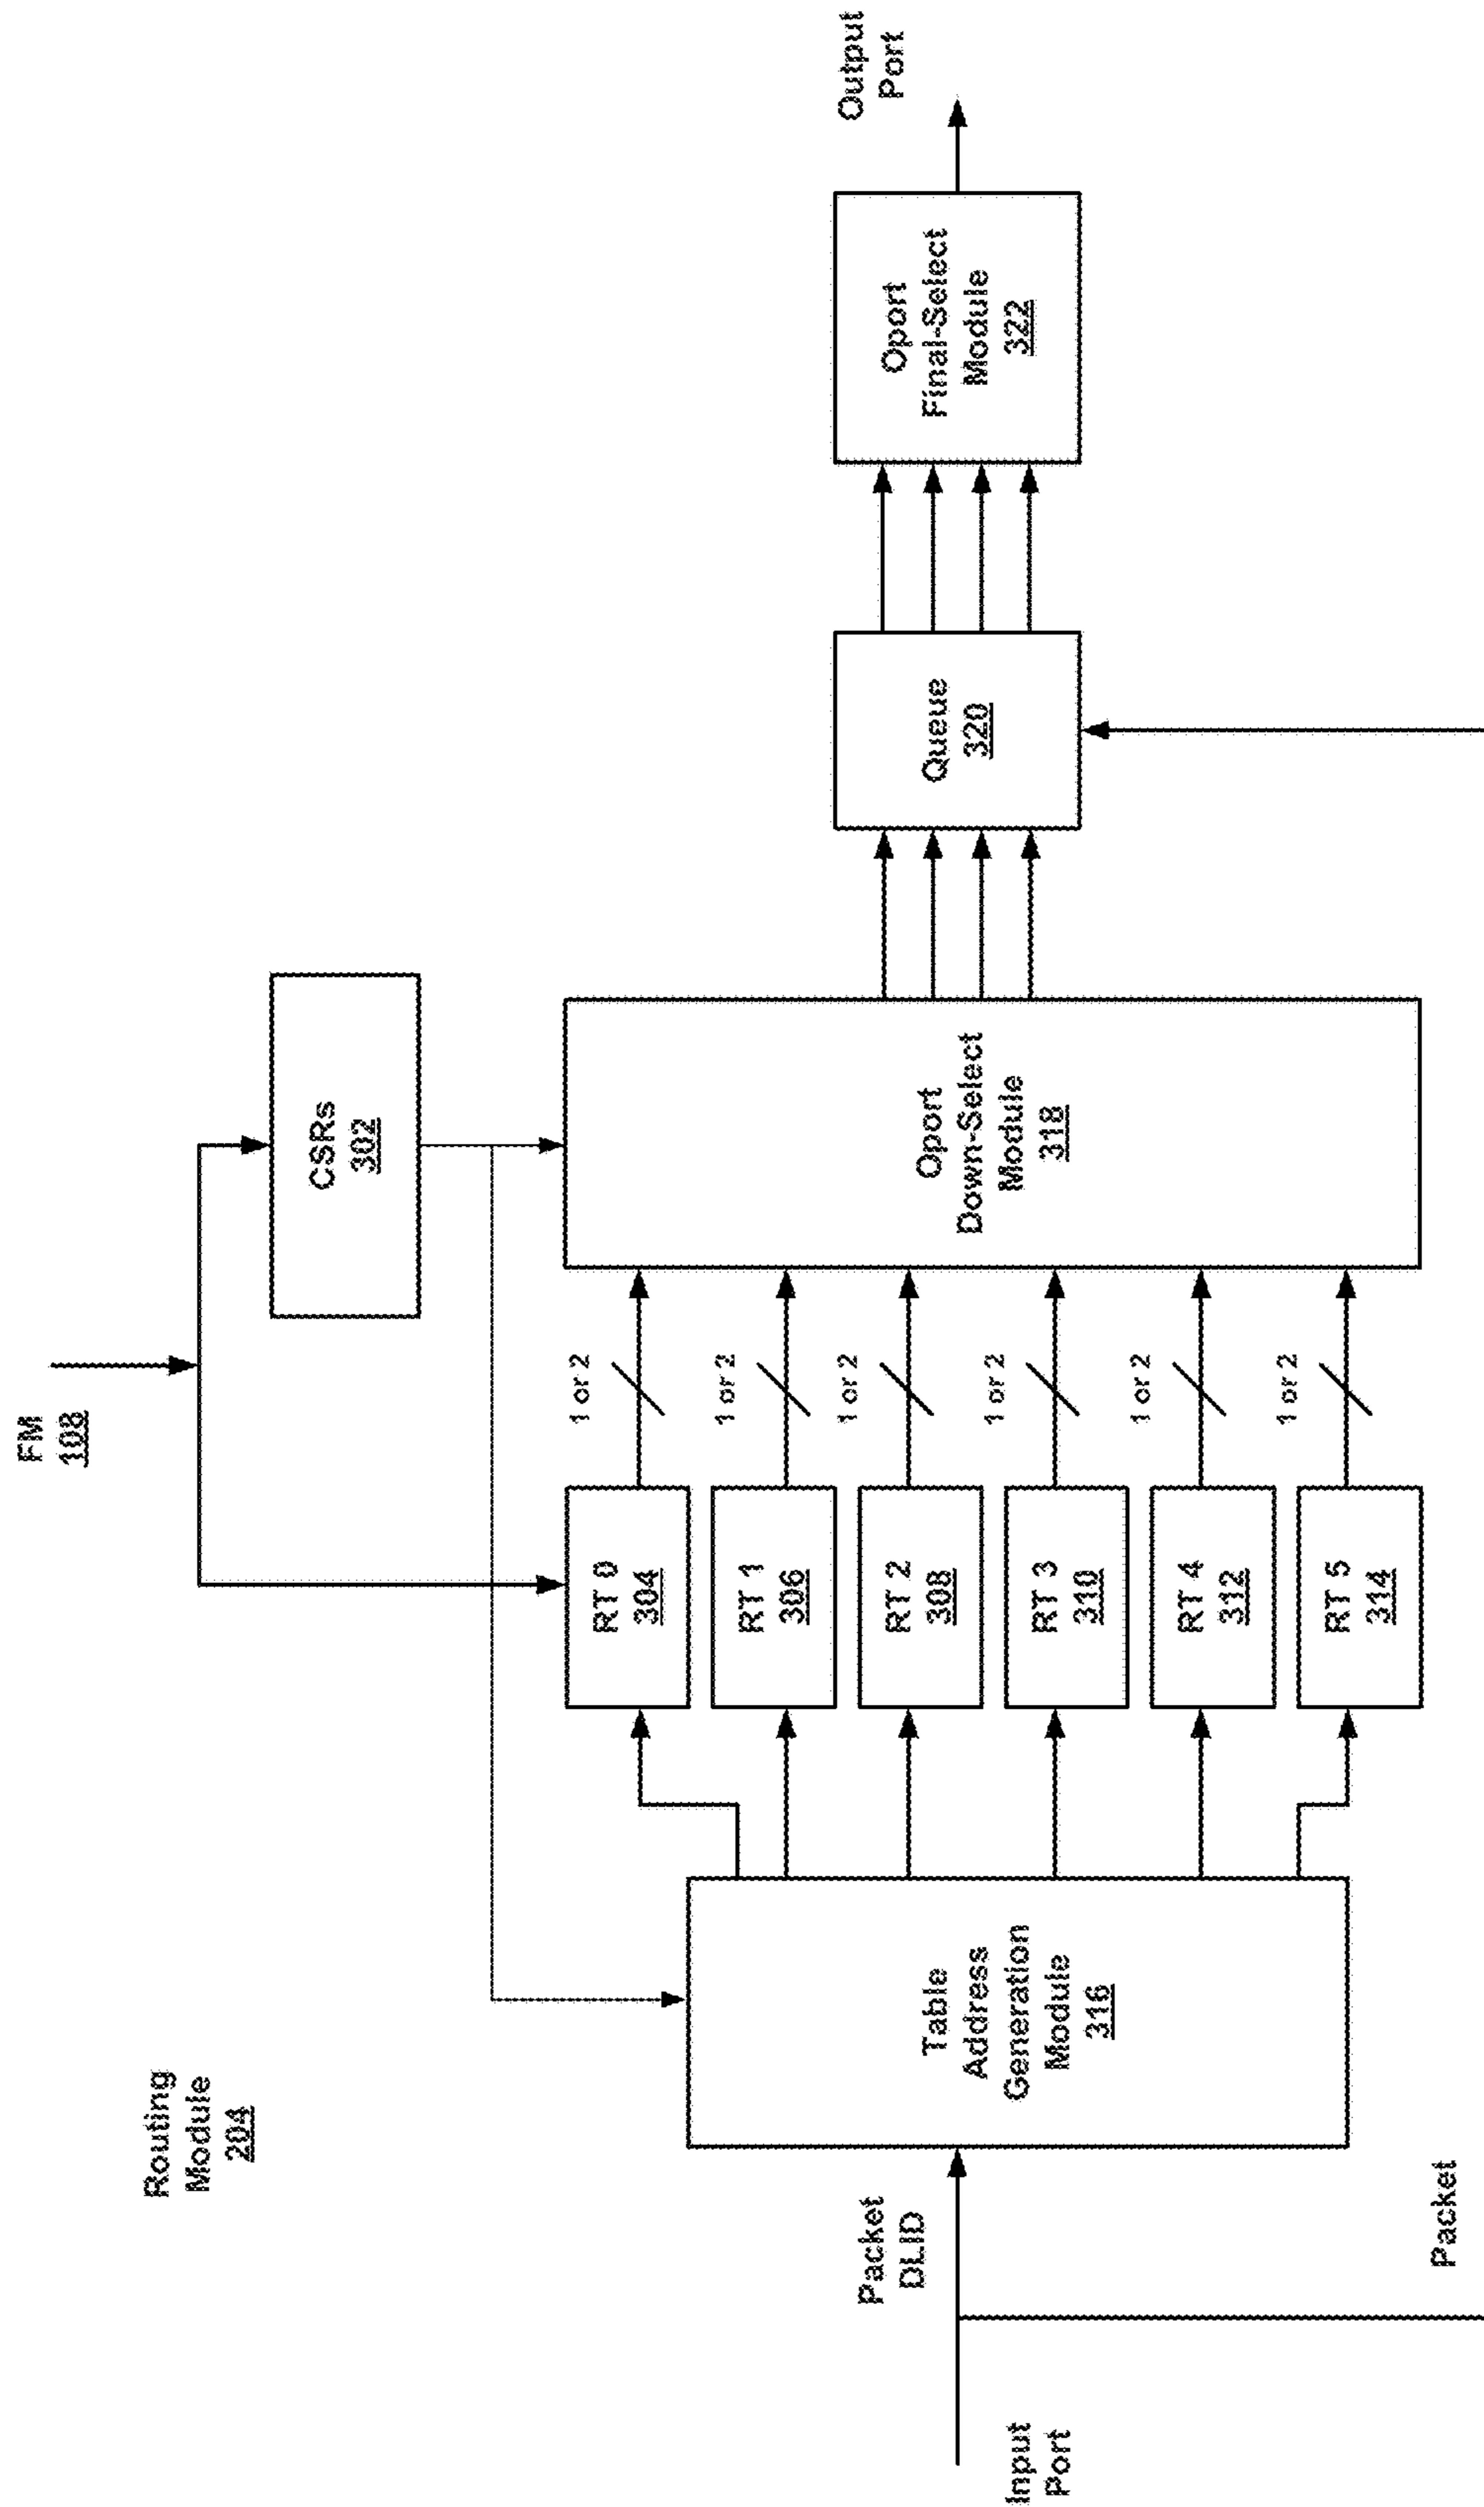 Routing
Module
204
FM
108
CSRs
302
Input
Port
Packet
DLID
Packet
Table
Address
Generation
Module
316
RT 0
304
RT 1
306
RT 2
308
RT 3
310
RT 4
312
RT 5
314
1 or 2
1 or 2
1 or 2
1 or 2
1 or 2
1 or 2
Oport
Down-Select
Module
318
Queue
320
Oport
Final-Select
Module
322
Output
Port